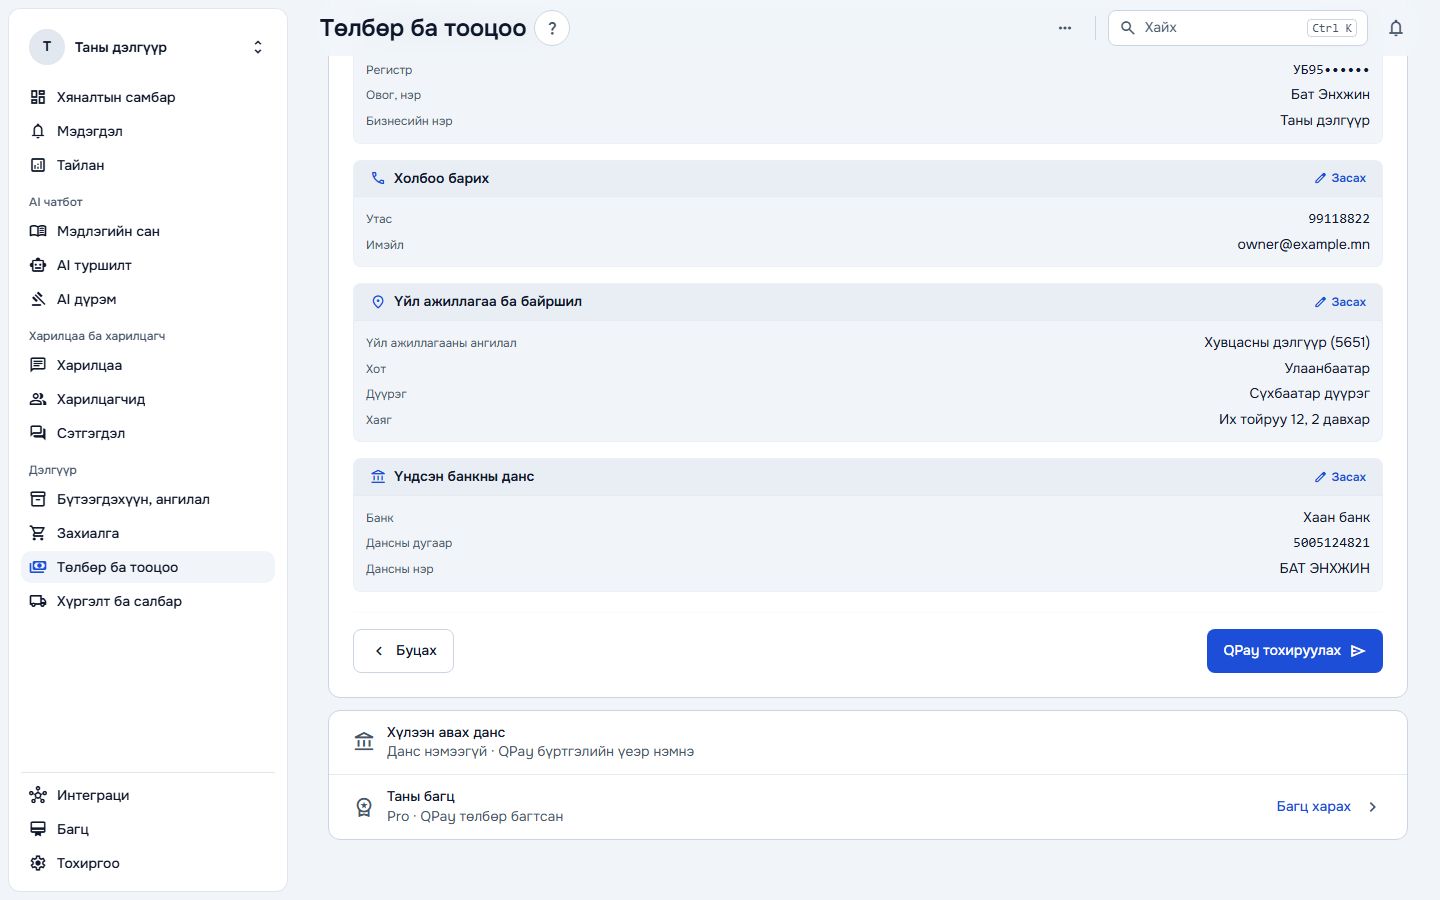 Т
Таны дэлгүүр
Хяналтын самбар
Мэдэгдэл
Тайлан
AI чатбот
Мэдлэгийн сан
AI туршилт
AI дүрэм
Харилцаа ба харилцагч
Харилцаа
Харилцагчид
Сэтгэгдэл
Дэлгүүр
Бүтээгдэхүүн, ангилал
Захиалга
Төлбөр ба тооцоо
Хүргэлт ба салбар
Интеграци
Багц
Тохиргоо
Төлбөр ба тооцоо ?
Хайх Ctrl K
Регистр УБ95••••••
Овог, нэр Бат Энхжин
Бизнесийн нэр Таны дэлгүүр
Холбоо барих Засах
Утас 99118822
Имэйл owner@example.mn
Үйл ажиллагаа ба байршил Засах
Үйл ажиллагааны ангилал Хувцасны дэлгүүр (5651)
Хот Улаанбаатар
Дүүрэг Сүхбаатар дүүрэг
Хаяг Их тойруу 12, 2 давхар
Үндсэн банкны данс Засах
Банк Хаан банк
Дансны дугаар 5005124821
Дансны нэр БАТ ЭНХЖИН
Буцах QPay тохируулах
Хүлээн авах данс
Данс нэмээгүй · QPay бүртгэлийн үеэр нэмнэ
Таны багц
Pro · QPay төлбөр багтсан
Багц харах